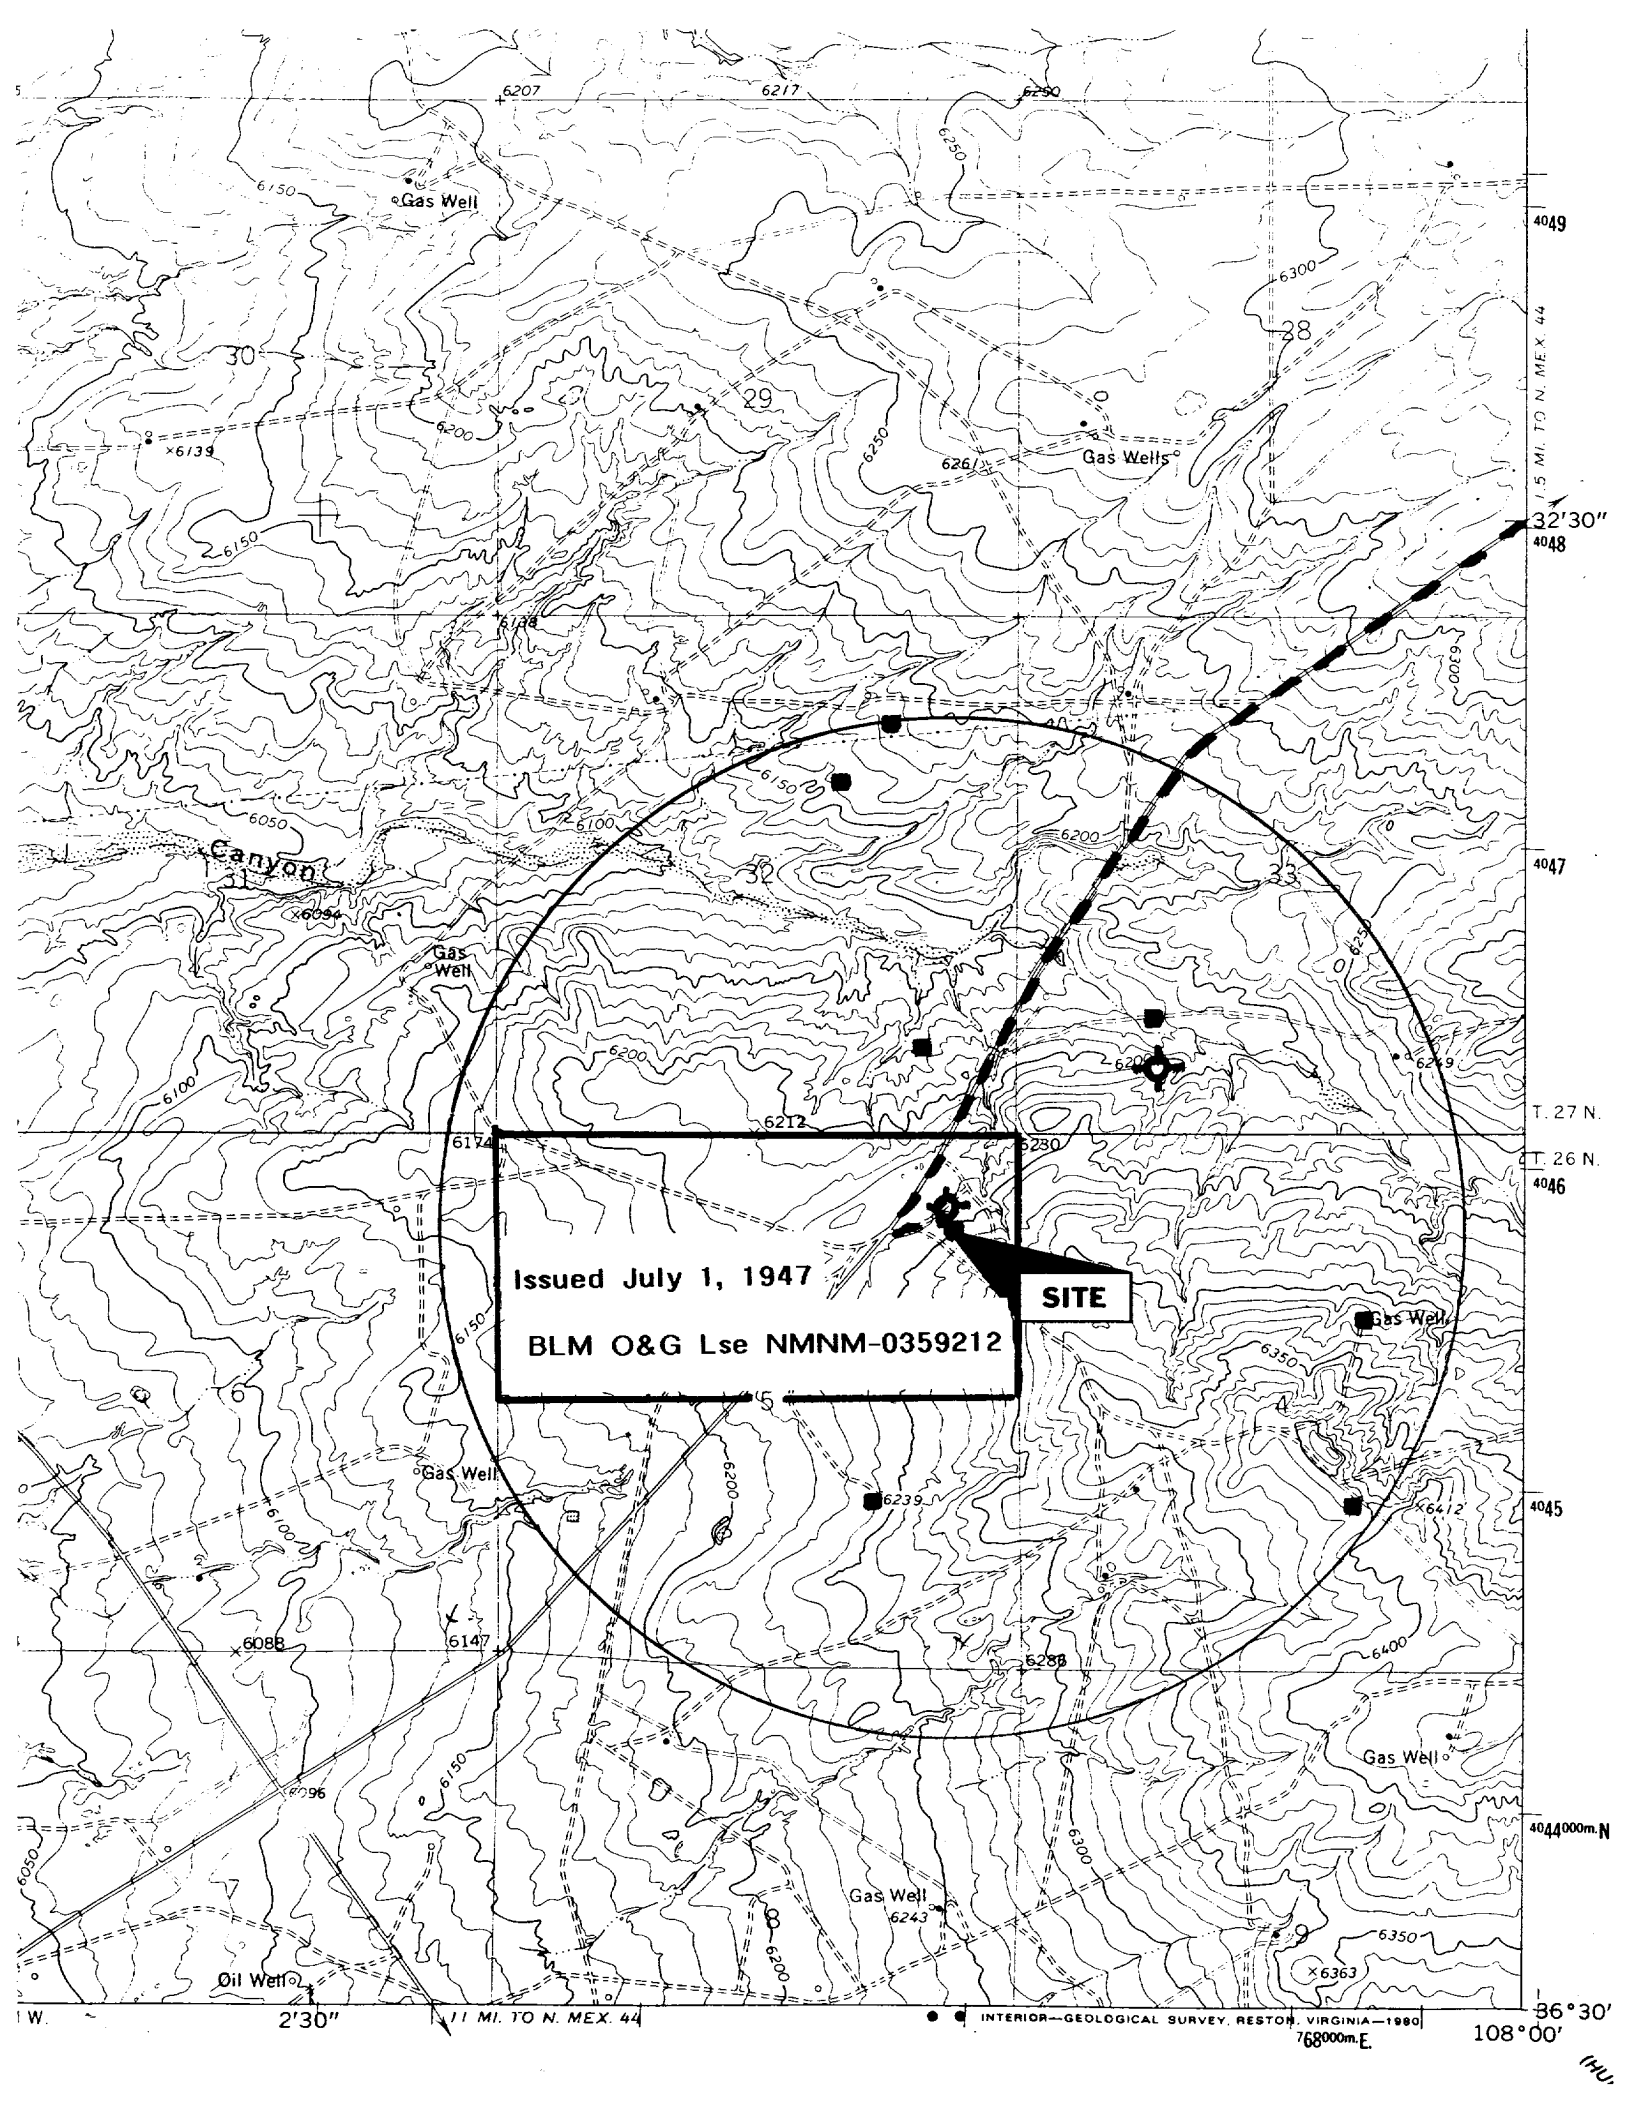 6207
6217
6250
6250
6150
Gas Well
4049
6300
28
1.5 MI. TO N. MEX. 44
30
29
6200
6250
×6139
6261
Gas Wells
6150
32'30"
4048
6300
6150
6050
6100
6200
Canyon
31
32
33
4047
×6094
6250
Gas
Well
6200
6249
6100
T. 27 N.
6212
6174
6230
T. 26 N.
4046
Issued July 1, 1947
SITE
6150
Gas Well
BLM O&G Lse NMNM-0359212
6350
6
5
4
Gas Well
6200
6239
×6412
4045
6100
×6088
6147
6286
6400
6150
Gas Well
6096
4044000m.N
6300
6050
7
Gas Well
6243
8
9
6200
6350
×6363
Oil Well
W.
2'30"
11 MI. TO N. MEX. 44
INTERIOR—GEOLOGICAL SURVEY, RESTON, VIRGINIA—1980
36°30'
768000m.E.
108°00'
(HU